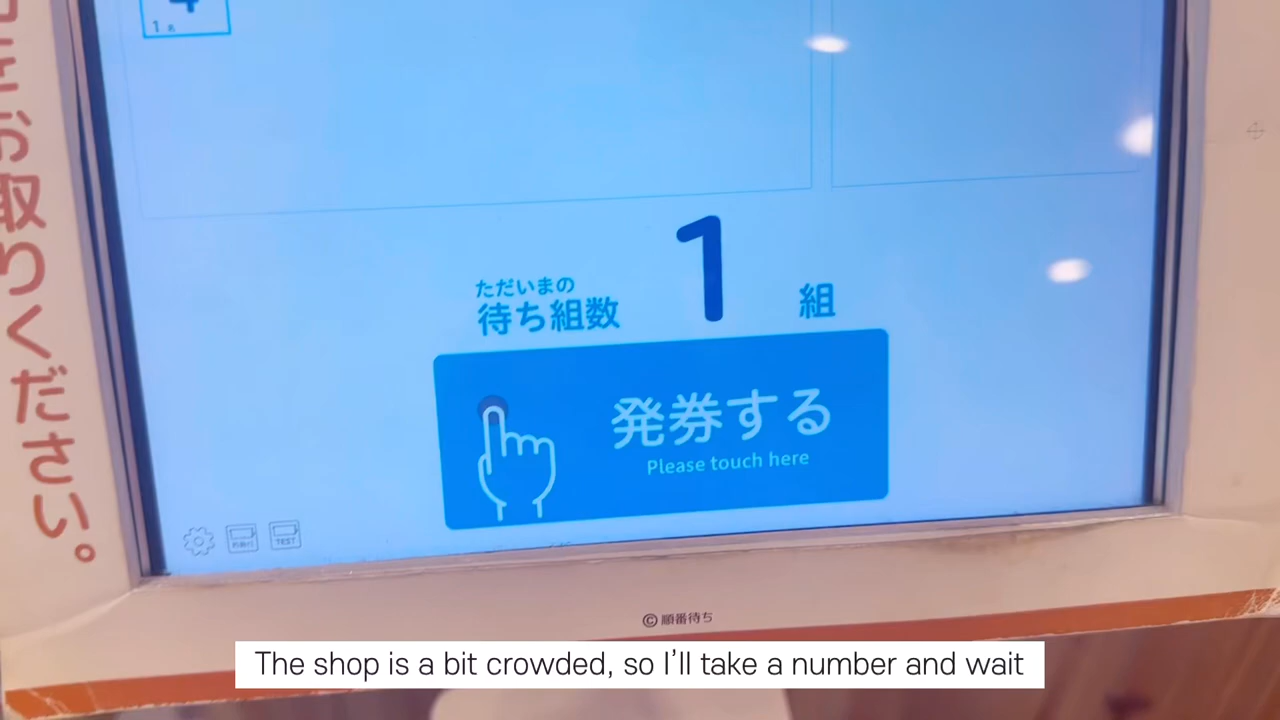 1名
お取りください。
ただいまの
待ち組数
1
組
発券する
Please touch here
TEST
©順番待ち
The shop is a bit crowded, so I'll take a number and wait